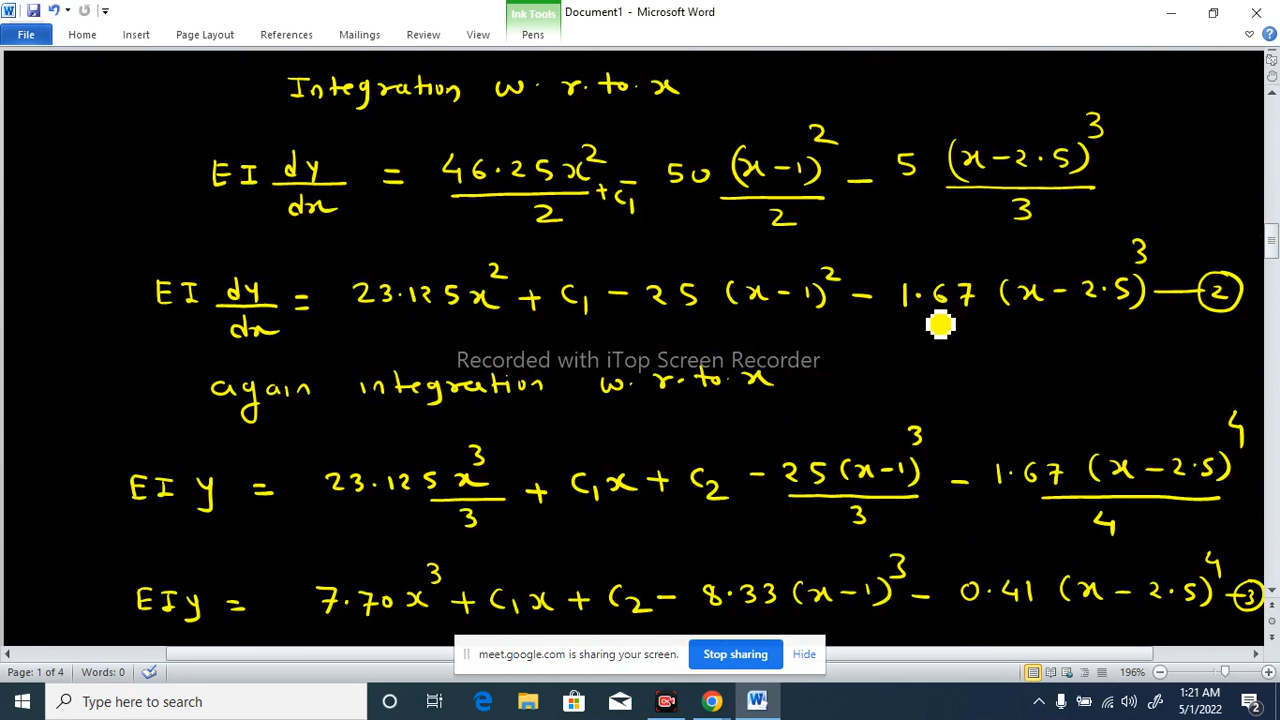 Ink Tools
Document1 - Microsoft Word
File Home Insert Page Layout References Mailings Review View Pens
Integration w.r.to.x
EI dy/dx = 46.25x²/2 + C₁ - 50 (x-1)²/2 - 5 (x-2.5)³/3
EI dy/dx = 23.125x² + C₁ - 25 (x-1)² - 1.67 (x-2.5)³ — ②
Recorded with iTop Screen Recorder
again integration w.r.to.x
EI y = 23.125x³/3 + C₁x + C₂ - 25(x-1)³/3 - 1.67 (x-2.5)⁴/4
EIy = 7.70x³ + C₁x + C₂ - 8.33 (x-1)³ - 0.41 (x-2.5)⁴ - ③
meet.google.com is sharing your screen. Stop sharing Hide
Page: 1 of 4 Words: 0 196%
Type here to search
1:21 AM
5/1/2022